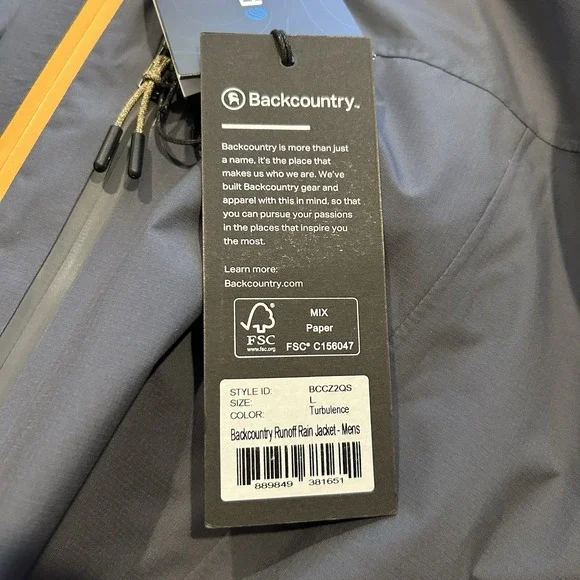 Backcountry™
Backcountry is more than just
a name, it's the place that
makes us who we are. We've
built Backcountry gear and
apparel with this in mind, so that
you can pursue your passions
in the places that inspire you
the most.
Learn more:
Backcountry.com
FSC
www.fsc.org
MIX
Paper
FSC® C156047
STYLE ID: BCCZ2QS
SIZE: L
COLOR: Turbulence
Backcountry Runoff Rain Jacket - Mens
889849 381651